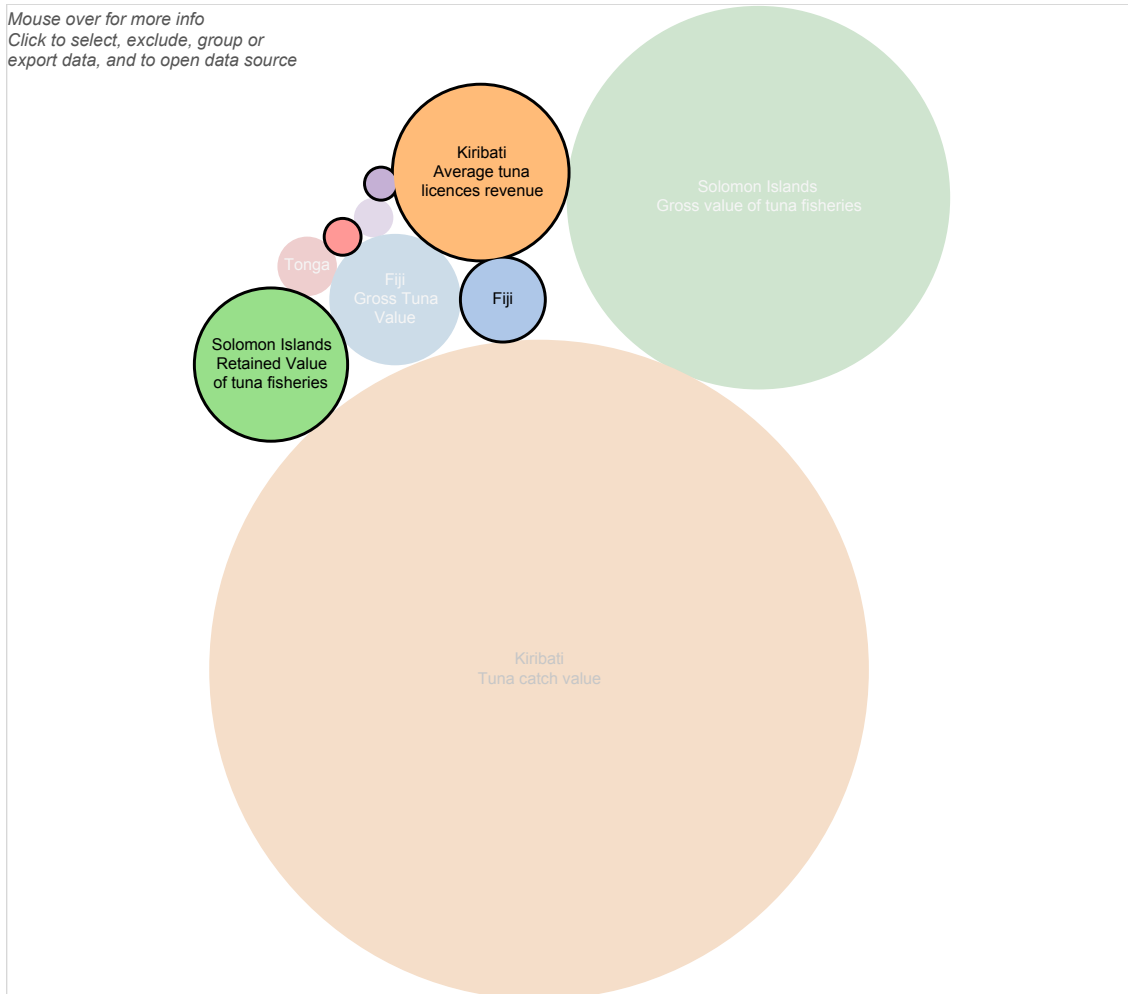 Mouse over for more info
Click to select, exclude, group or
export data, and to open data source
Kiribati
Average tuna
licences revenue
Solomon Islands
Gross value of tuna fisheries
Tonga
Fiji
Gross Tuna
Value
Fiji
Solomon Islands
Retained Value
of tuna fisheries
Kiribati
Tuna catch value